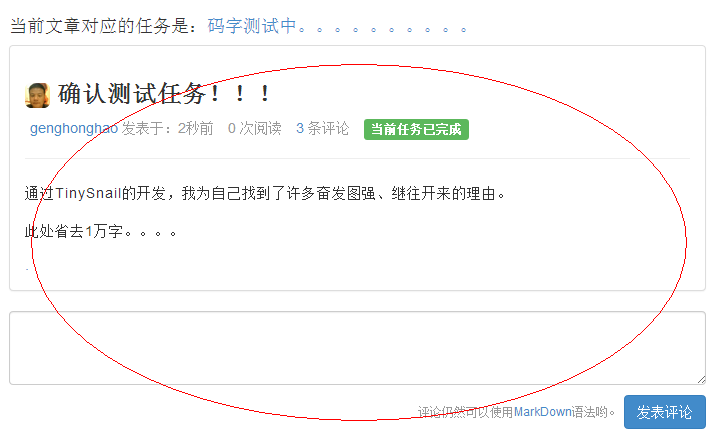 当前文章对应的任务是：码字测试中。。。。。。。。。。
确认测试任务！！！
genghonghao 发表于：2秒前 0 次阅读 3 条评论 当前任务已完成
通过TinySnail的开发，我为自己找到了许多奋发图强、继往开来的理由。
此处省去1万字。。。。
.
评论仍然可以使用MarkDown语法哟。 发表评论